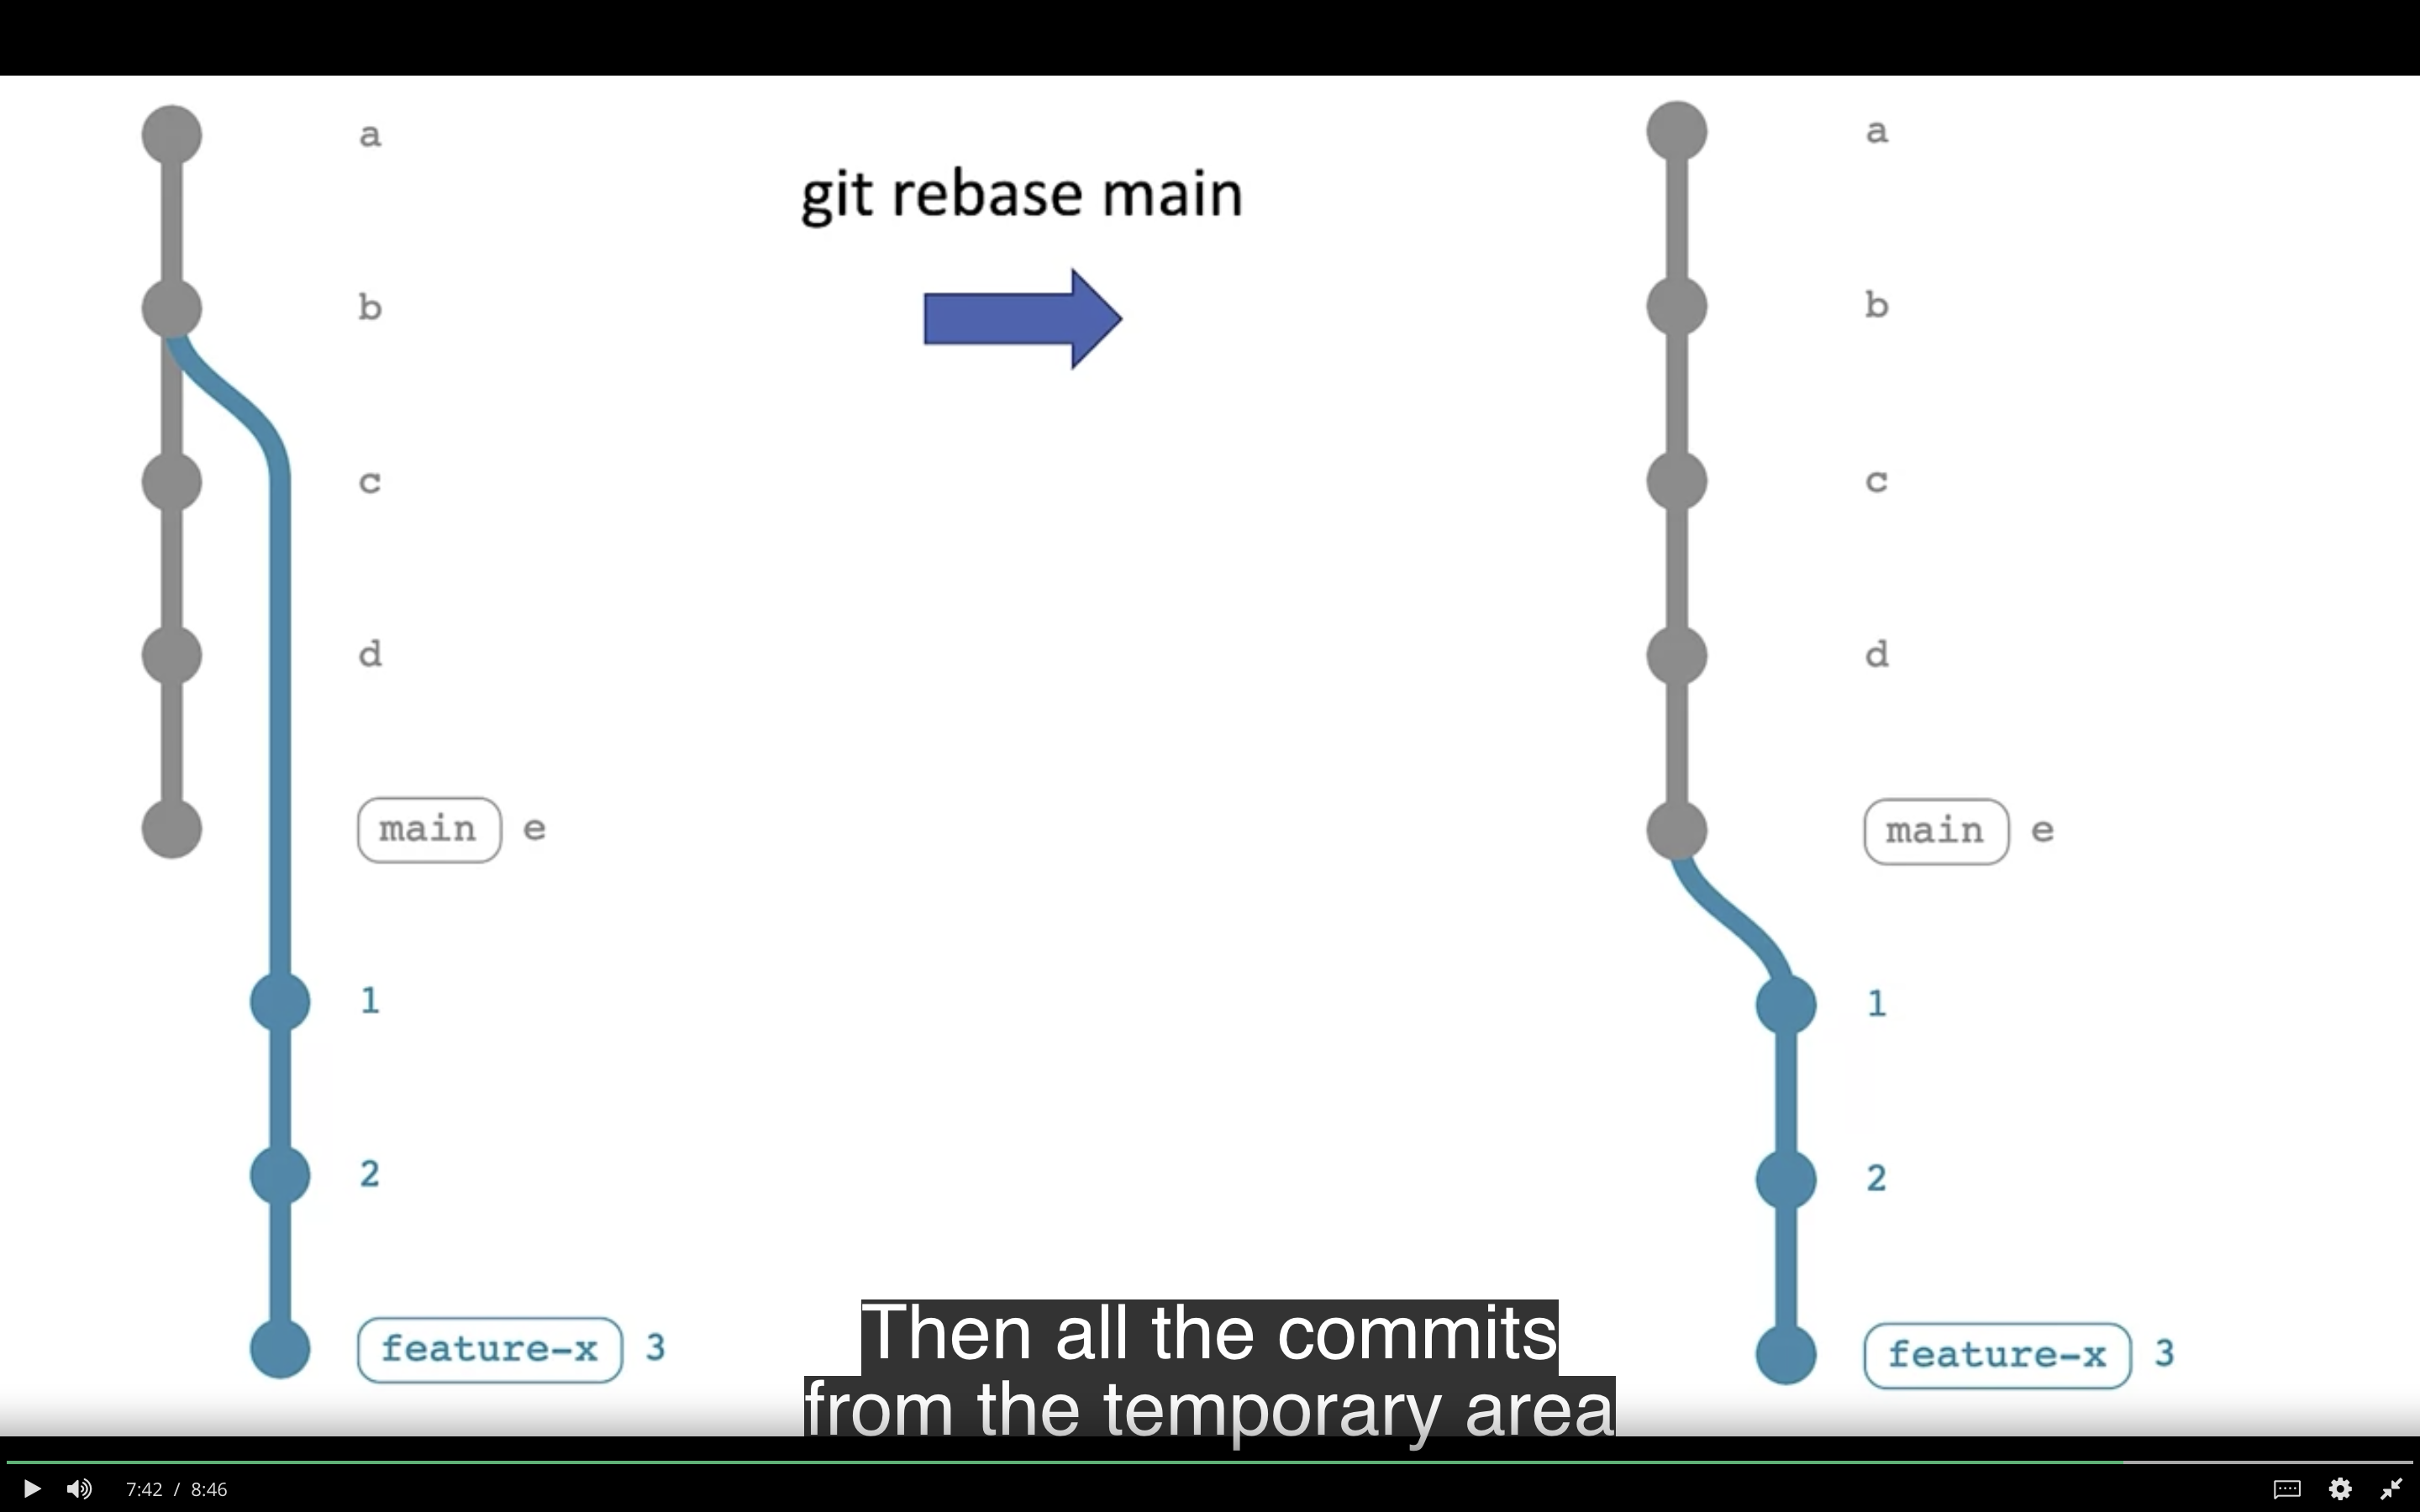 a
b
c
d
main e
1
2
feature-x 3
git rebase main
a
b
c
d
main e
1
2
feature-x 3
Then all the commits
from the temporary area
7:42 / 8:46